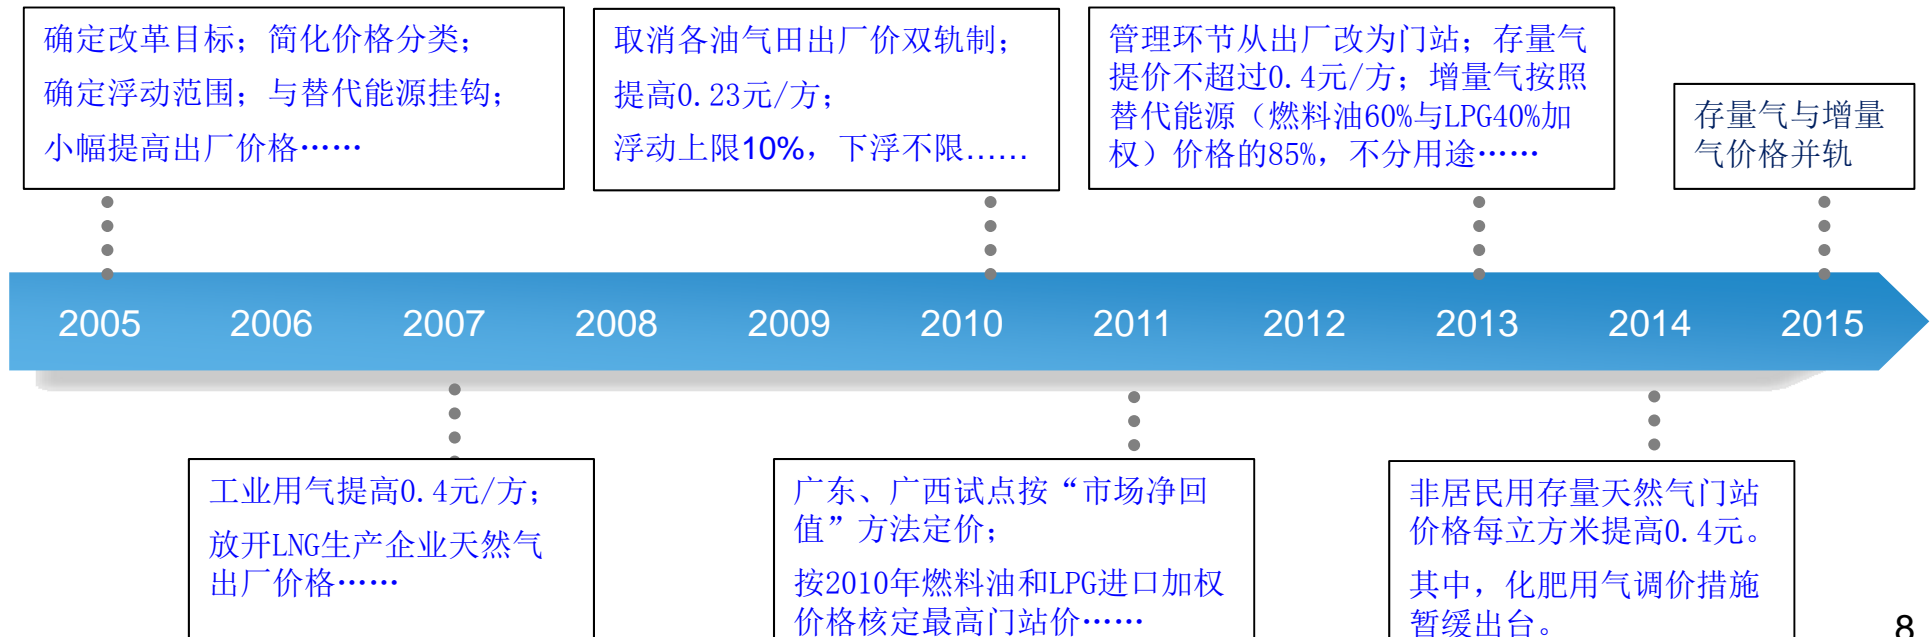 确定改革目标；简化价格分类；
确定浮动范围；与替代能源挂钩；
小幅提高出厂价格……
取消各油气田出厂价双轨制；
提高0.23元/方；
浮动上限10%，下浮不限……
管理环节从出厂改为门站；存量气
提价不超过0.4元/方；增量气按照
替代能源（燃料油60%与LPG40%加
权）价格的85%，不分用途……
存量气与增量
气价格并轨
2005 2006 2007 2008 2009 2010 2011 2012 2013 2014 2015
工业用气提高0.4元/方；
放开LNG生产企业天然气
出厂价格……
广东、广西试点按“市场净回
值”方法定价；
按2010年燃料油和LPG进口加权
价格核定最高门站价……
非居民用存量天然气门站
价格每立方米提高0.4元。
其中，化肥用气调价措施
暂缓出台。
8